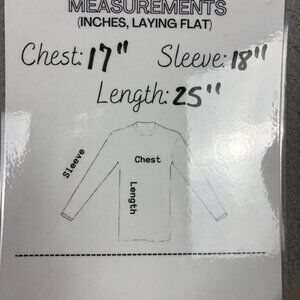 MEASUREMENTS
(INCHES, LAYING FLAT)
Chest: 17" Sleeve: 18"
Length: 25"
Sleeve
Chest
Length